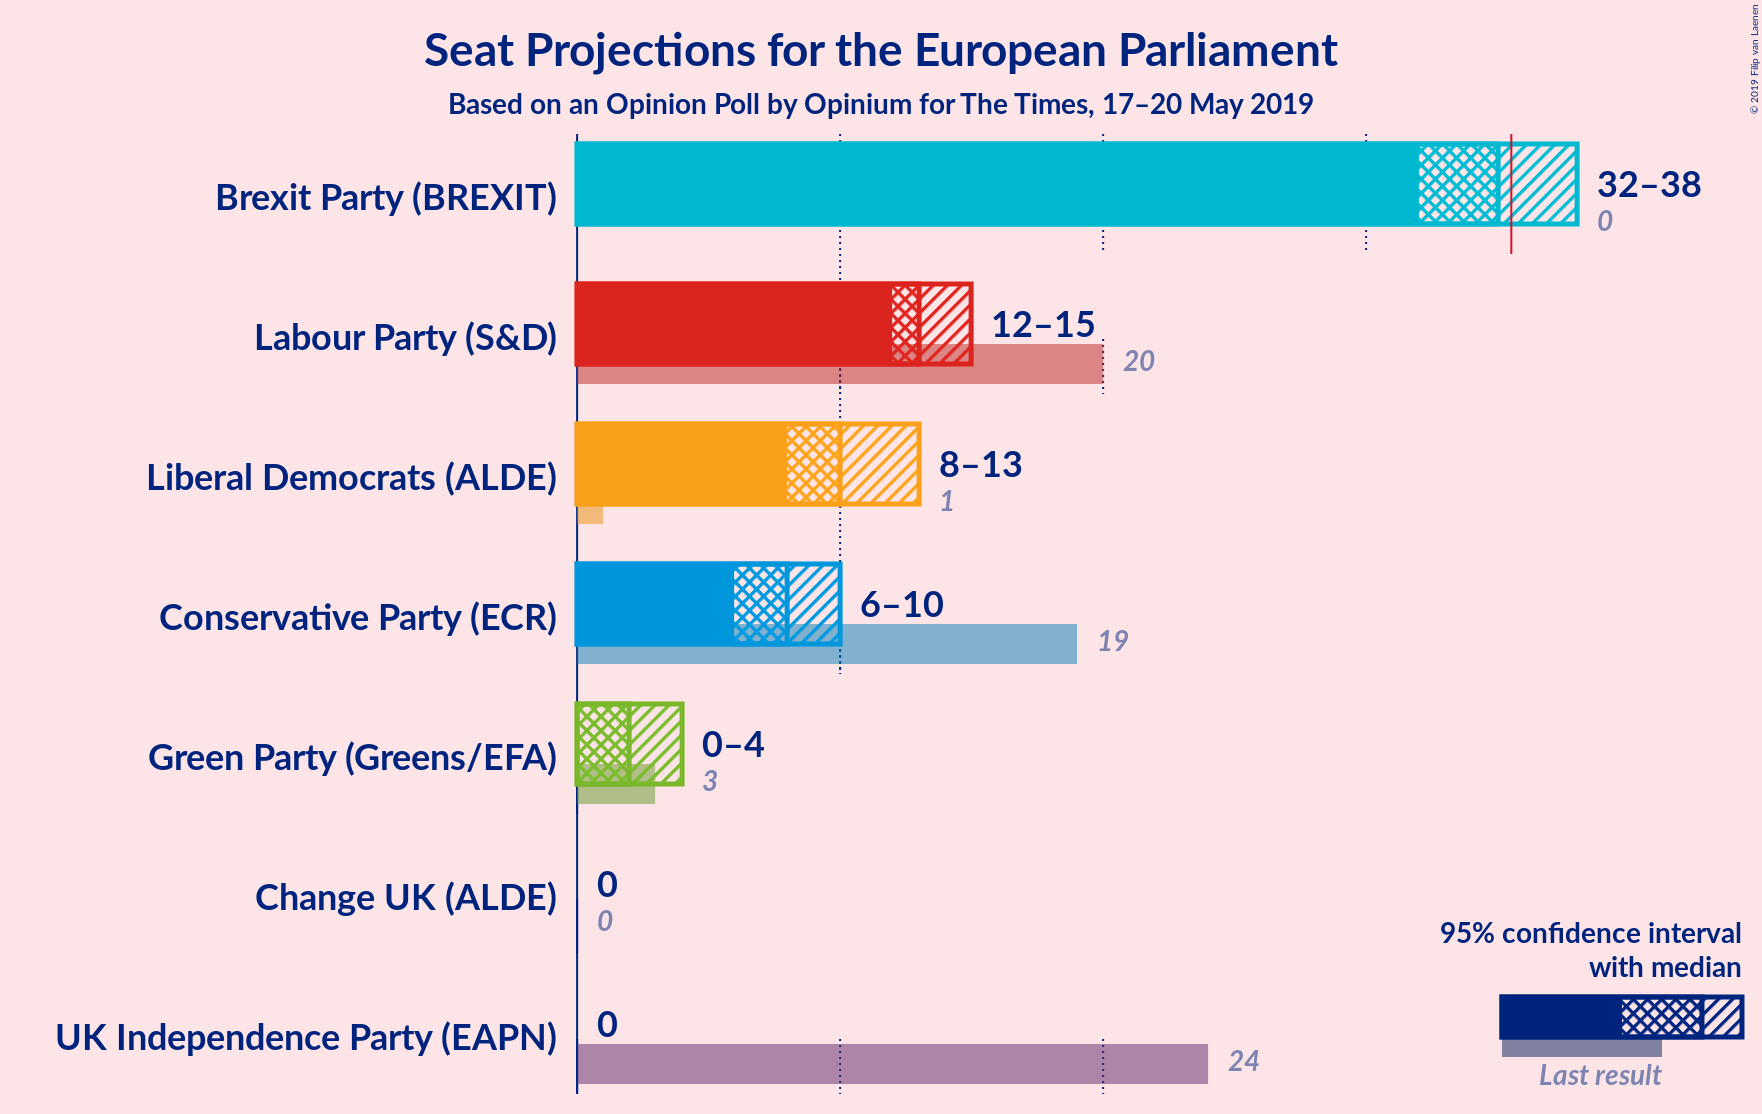 Seat Projections for the European Parliament
Based on an Opinion Poll by Opinium for The Times, 17–20 May 2019
© 2019 Filip van Laenen
Brexit Party (BREXIT)
32–38
0
Labour Party (S&D)
12–15
20
Liberal Democrats (ALDE)
8–13
1
Conservative Party (ECR)
6–10
19
Green Party (Greens/EFA)
0–4
3
Change UK (ALDE)
0
0
UK Independence Party (EAPN)
0
24
95% confidence interval
with median
Last result